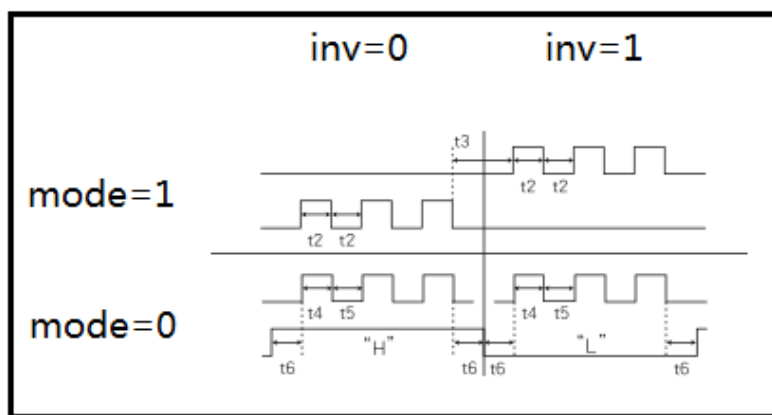 inv=0 inv=1
t3
t2 t2
mode=1
t2 t2
t4 t5 t4 t5
mode=0
"H" "L"
t6 t6 t6 t6